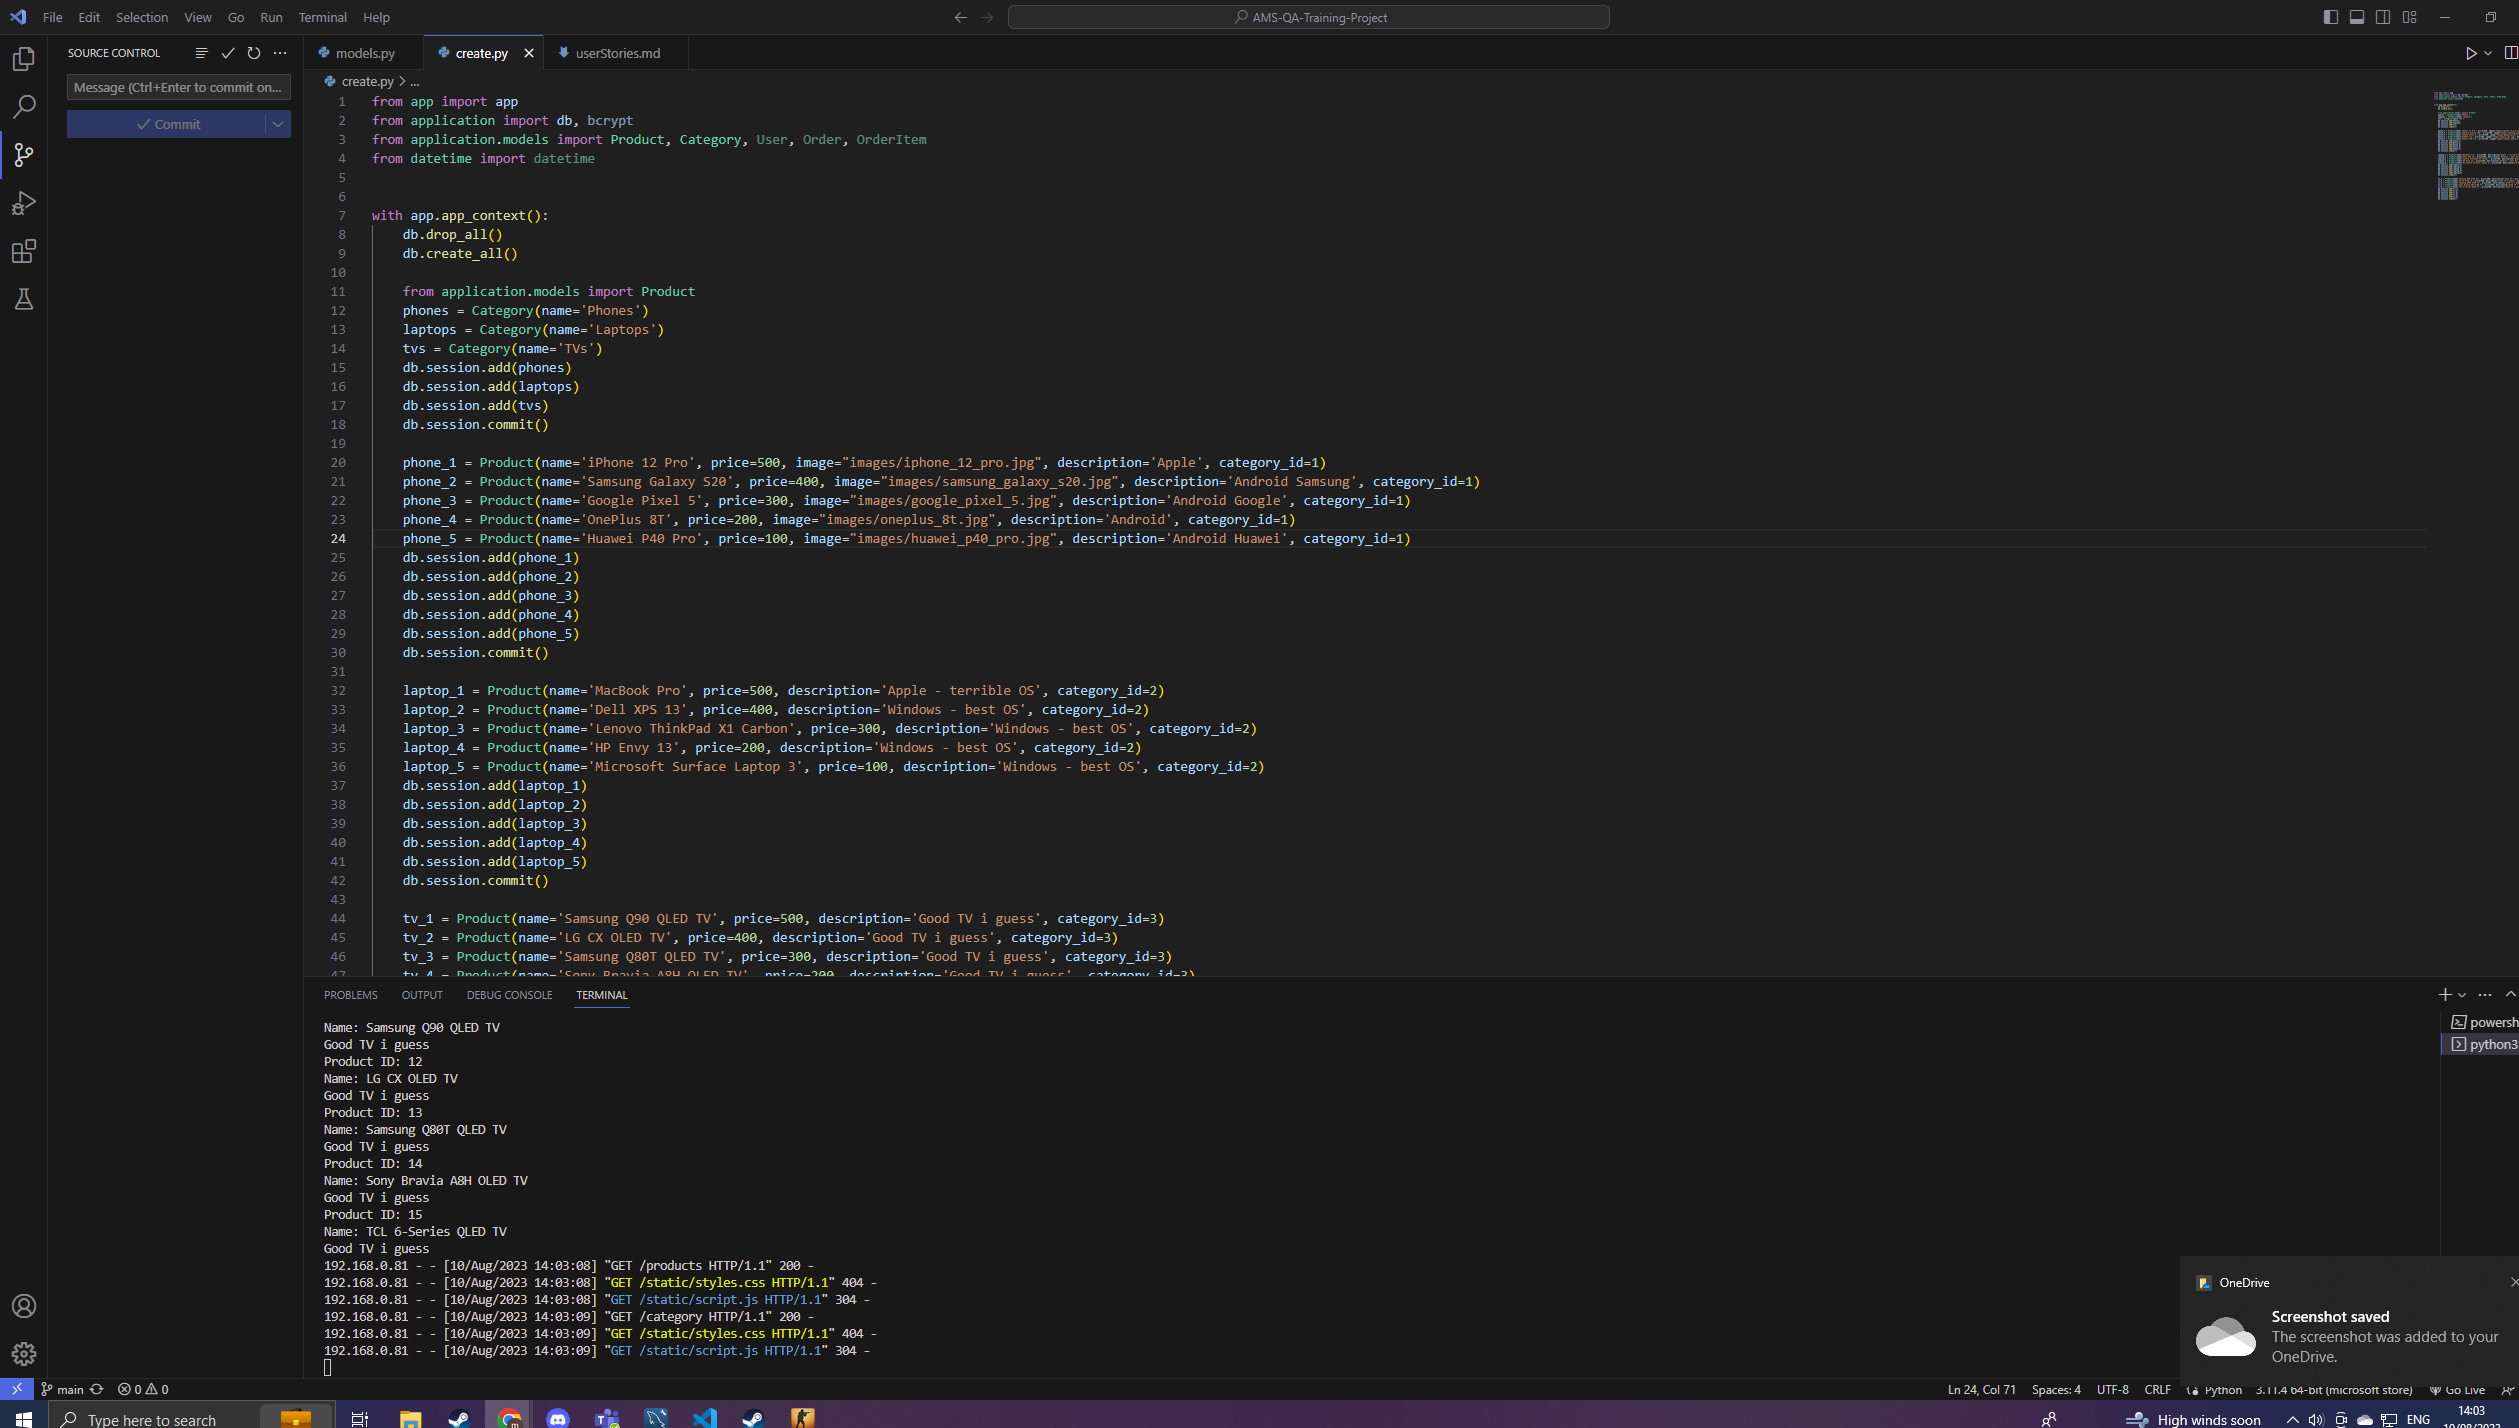 File Edit Selection View Go Run Terminal Help
AMS-QA-Training-Project
SOURCE CONTROL
Message (Ctrl+Enter to commit on...
Commit
models.py
create.py
userStories.md
create.py > ...
1 from app import app
2 from application import db, bcrypt
3 from application.models import Product, Category, User, Order, OrderItem
4 from datetime import datetime
5
6
7 with app.app_context():
8 db.drop_all()
9 db.create_all()
10
11 from application.models import Product
12 phones = Category(name='Phones')
13 laptops = Category(name='Laptops')
14 tvs = Category(name='TVs')
15 db.session.add(phones)
16 db.session.add(laptops)
17 db.session.add(tvs)
18 db.session.commit()
19
20 phone_1 = Product(name='iPhone 12 Pro', price=500, image="images/iphone_12_pro.jpg", description='Apple', category_id=1)
21 phone_2 = Product(name='Samsung Galaxy S20', price=400, image="images/samsung_galaxy_s20.jpg", description='Android Samsung', category_id=1)
22 phone_3 = Product(name='Google Pixel 5', price=300, image="images/google_pixel_5.jpg", description='Android Google', category_id=1)
23 phone_4 = Product(name='OnePlus 8T', price=200, image="images/oneplus_8t.jpg", description='Android', category_id=1)
24 phone_5 = Product(name='Huawei P40 Pro', price=100, image="images/huawei_p40_pro.jpg", description='Android Huawei', category_id=1)
25 db.session.add(phone_1)
26 db.session.add(phone_2)
27 db.session.add(phone_3)
28 db.session.add(phone_4)
29 db.session.add(phone_5)
30 db.session.commit()
31
32 laptop_1 = Product(name='MacBook Pro', price=500, description='Apple - terrible OS', category_id=2)
33 laptop_2 = Product(name='Dell XPS 13', price=400, description='Windows - best OS', category_id=2)
34 laptop_3 = Product(name='Lenovo ThinkPad X1 Carbon', price=300, description='Windows - best OS', category_id=2)
35 laptop_4 = Product(name='HP Envy 13', price=200, description='Windows - best OS', category_id=2)
36 laptop_5 = Product(name='Microsoft Surface Laptop 3', price=100, description='Windows - best OS', category_id=2)
37 db.session.add(laptop_1)
38 db.session.add(laptop_2)
39 db.session.add(laptop_3)
40 db.session.add(laptop_4)
41 db.session.add(laptop_5)
42 db.session.commit()
43
44 tv_1 = Product(name='Samsung Q90 QLED TV', price=500, description='Good TV i guess', category_id=3)
45 tv_2 = Product(name='LG CX OLED TV', price=400, description='Good TV i guess', category_id=3)
46 tv_3 = Product(name='Samsung Q80T QLED TV', price=300, description='Good TV i guess', category_id=3)
47 tv_4 = Product(name='Sony Bravia A8H OLED TV', price=200, description='Good TV i guess', category_id=3)
PROBLEMS OUTPUT DEBUG CONSOLE TERMINAL
Name: Samsung Q90 QLED TV
Good TV i guess
Product ID: 12
Name: LG CX OLED TV
Good TV i guess
Product ID: 13
Name: Samsung Q80T QLED TV
Good TV i guess
Product ID: 14
Name: Sony Bravia A8H OLED TV
Good TV i guess
Product ID: 15
Name: TCL 6-Series QLED TV
Good TV i guess
192.168.0.81 - - [10/Aug/2023 14:03:08] "GET /products HTTP/1.1" 200 -
192.168.0.81 - - [10/Aug/2023 14:03:08] "GET /static/styles.css HTTP/1.1" 404 -
192.168.0.81 - - [10/Aug/2023 14:03:08] "GET /static/script.js HTTP/1.1" 304 -
192.168.0.81 - - [10/Aug/2023 14:03:09] "GET /category HTTP/1.1" 200 -
192.168.0.81 - - [10/Aug/2023 14:03:09] "GET /static/styles.css HTTP/1.1" 404 -
192.168.0.81 - - [10/Aug/2023 14:03:09] "GET /static/script.js HTTP/1.1" 304 -
powersh
python3
OneDrive
Screenshot saved
The screenshot was added to your
OneDrive.
main 0 0
Ln 24, Col 71 Spaces: 4 UTF-8 CRLF Python 3.11.4 64-bit (microsoft store) Go Live
Type here to search
High winds soon
ENG
14:03
10/08/2023